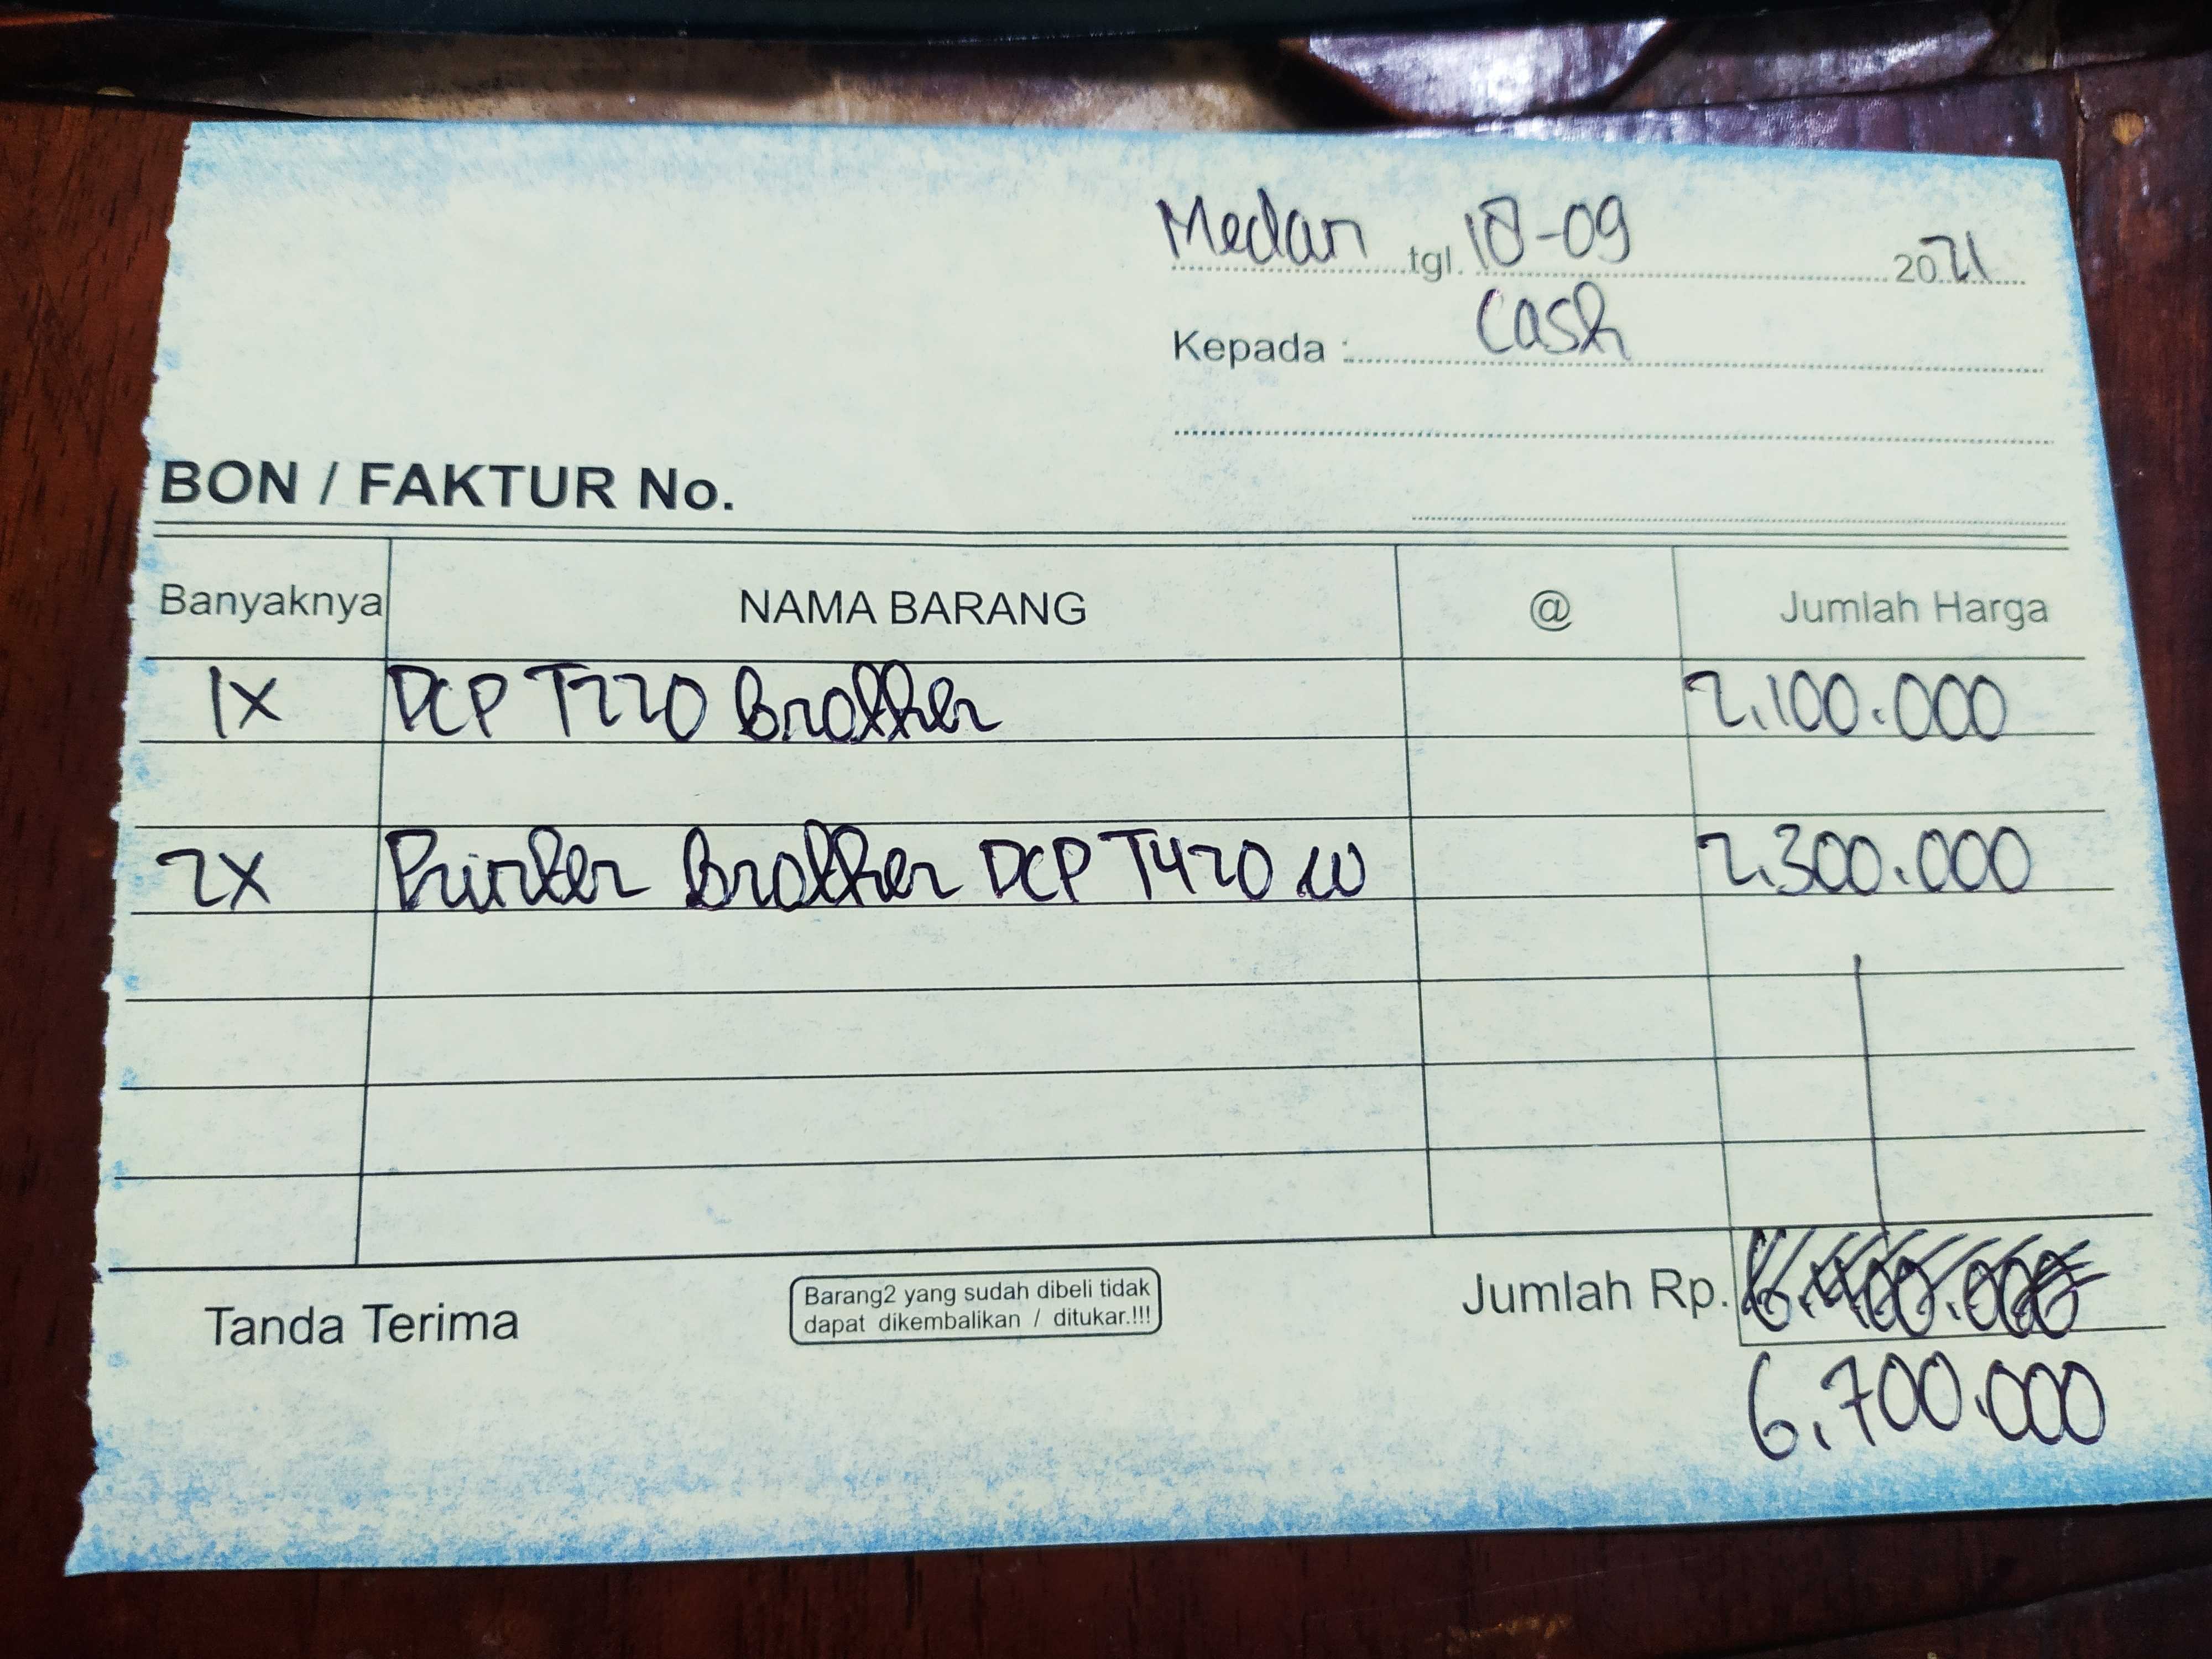 Medan tgl. 18-09 2021
Kepada : Cash
BON / FAKTUR No.
Banyaknya NAMA BARANG @ Jumlah Harga
1x DCP T220 Brother 2.100.000
2x Printer Brother DCP T420 W 2.300.000
Tanda Terima
Barang2 yang sudah dibeli tidak
dapat dikembalikan / ditukar.!!!
Jumlah Rp.
6.700.000